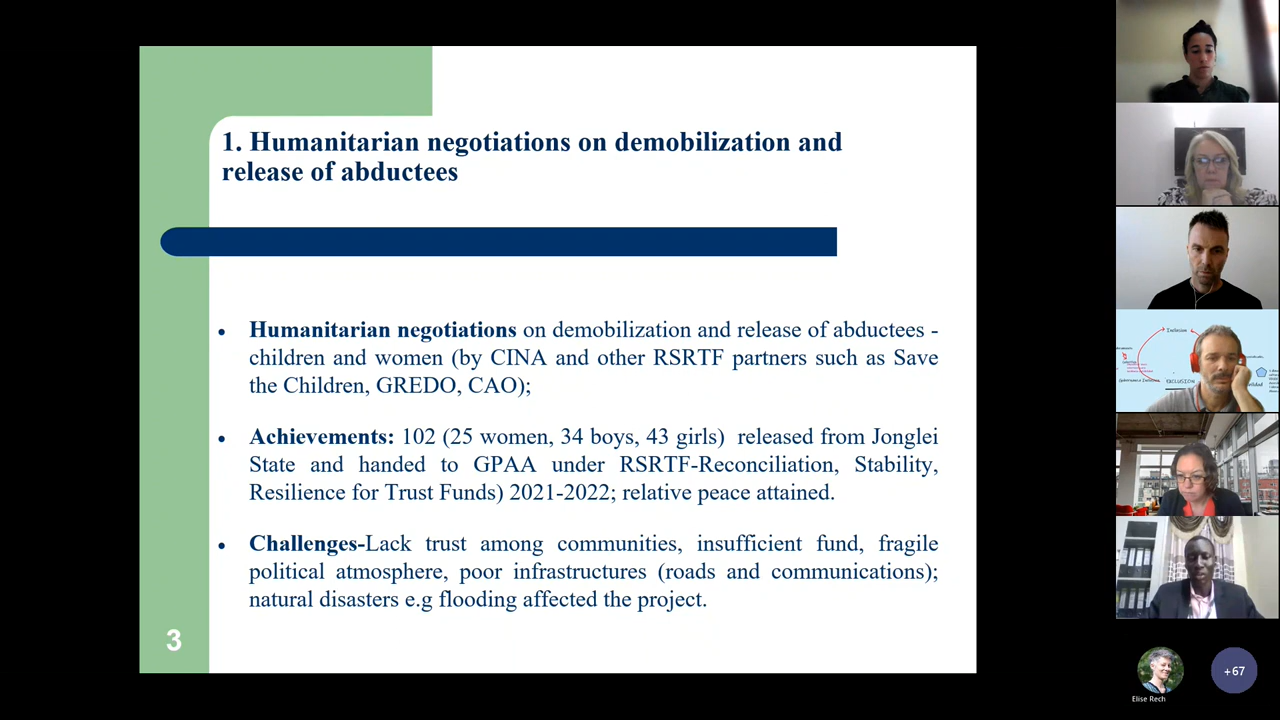 1. Humanitarian negotiations on demobilization and
release of abductees
• Humanitarian negotiations on demobilization and release of abductees -
children and women (by CINA and other RSRTF partners such as Save
the Children, GREDO, CAO);
• Achievements: 102 (25 women, 34 boys, 43 girls) released from Jonglei
State and handed to GPAA under RSRTF-Reconciliation, Stability,
Resilience for Trust Funds) 2021-2022; relative peace attained.
• Challenges-Lack trust among communities, insufficient fund, fragile
political atmosphere, poor infrastructures (roads and communications);
natural disasters e.g flooding affected the project.
3
Inclusion
EXCLUSION
Elise Rech
+67